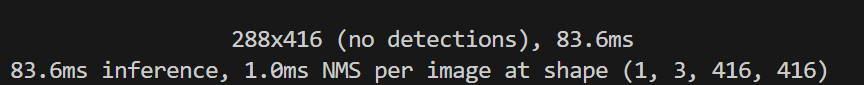 288x416 (no detections), 83.6ms
83.6ms inference, 1.0ms NMS per image at shape (1, 3, 416, 416)